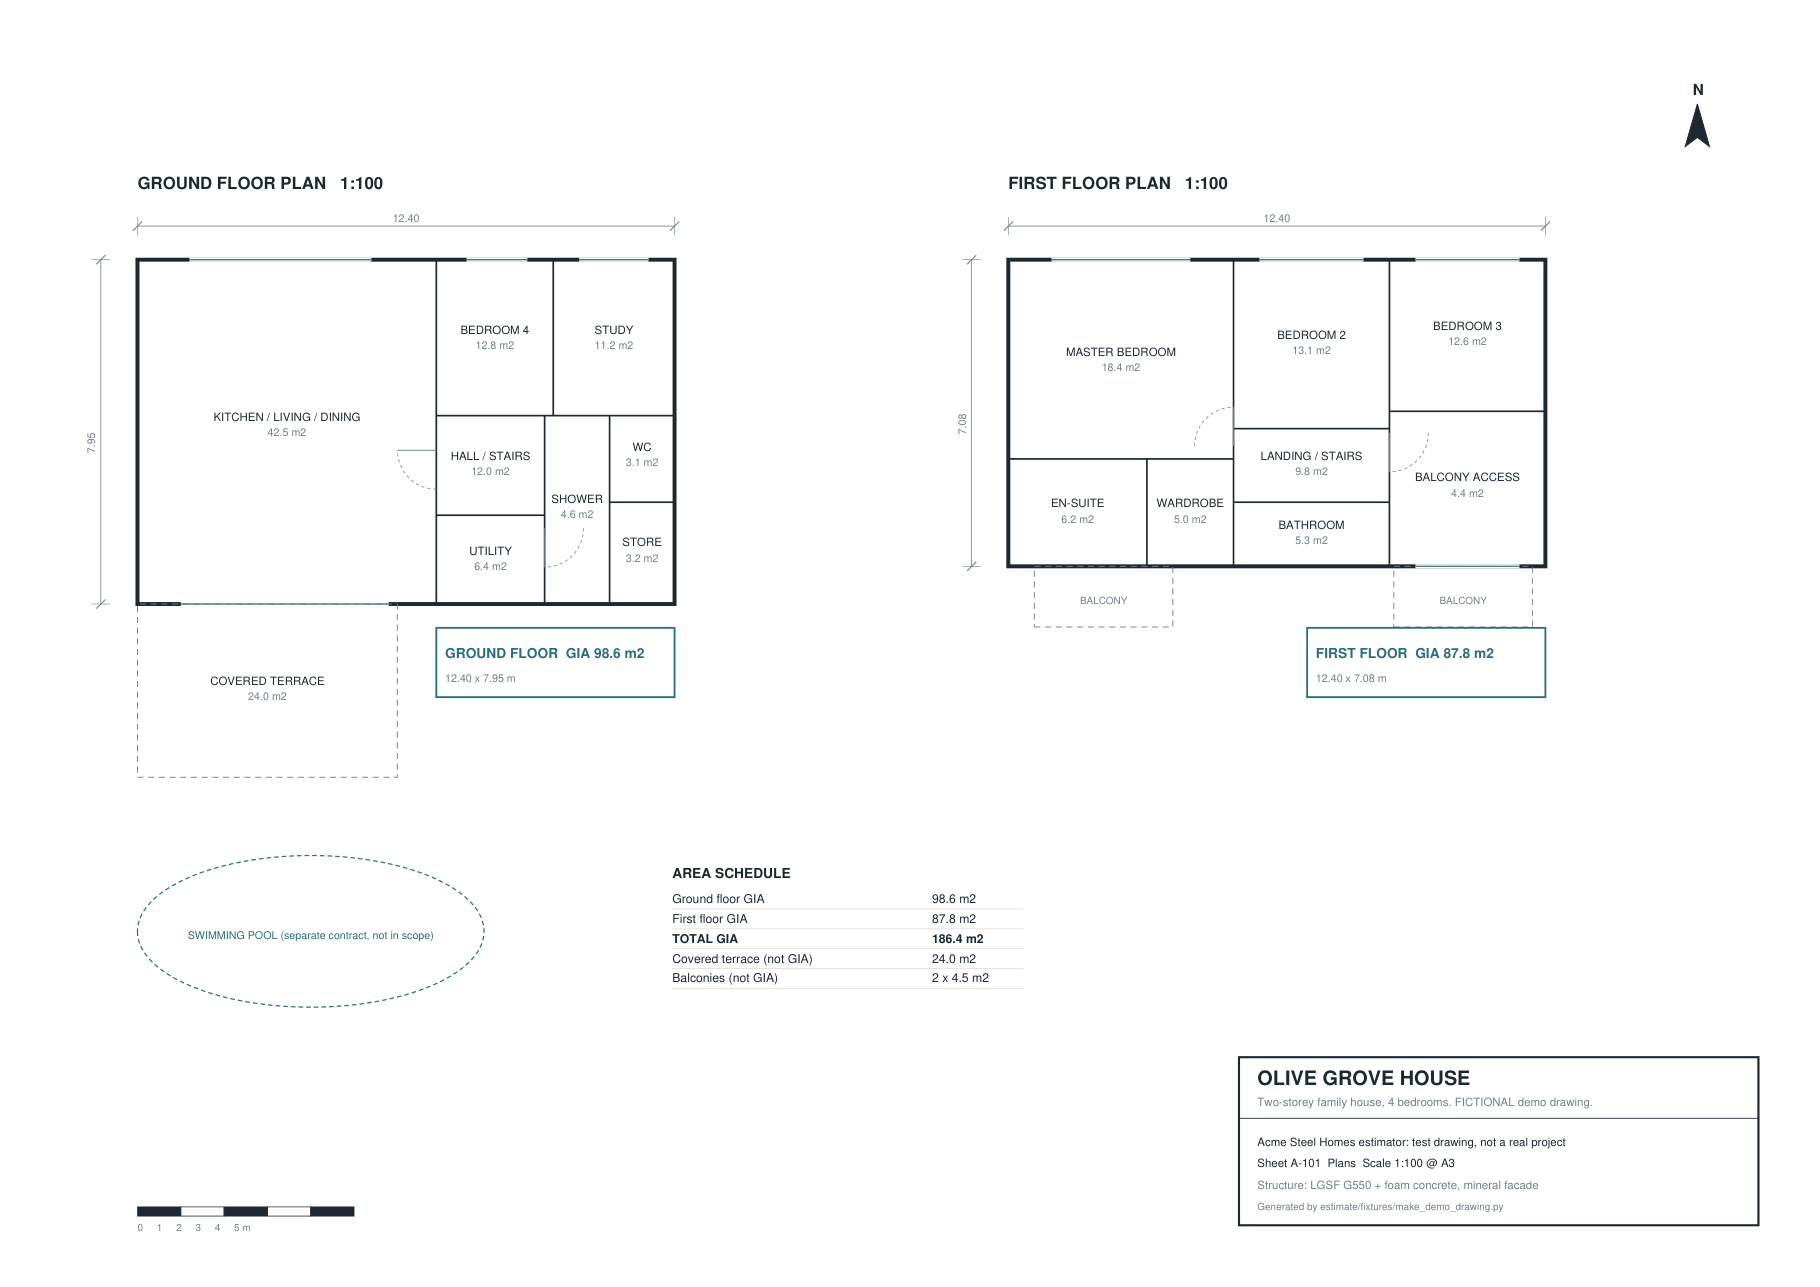 N
GROUND FLOOR PLAN 1:100
12.40
7.95
KITCHEN / LIVING / DINING
42.5 m2
BEDROOM 4
12.8 m2
STUDY
11.2 m2
HALL / STAIRS
12.0 m2
WC
3.1 m2
SHOWER
4.6 m2
UTILITY
6.4 m2
STORE
3.2 m2
COVERED TERRACE
24.0 m2
GROUND FLOOR GIA 98.6 m2
12.40 x 7.95 m
FIRST FLOOR PLAN 1:100
12.40
7.08
MASTER BEDROOM
18.4 m2
BEDROOM 2
13.1 m2
BEDROOM 3
12.6 m2
LANDING / STAIRS
9.8 m2
BALCONY ACCESS
4.4 m2
EN-SUITE
6.2 m2
WARDROBE
5.0 m2
BATHROOM
5.3 m2
BALCONY
BALCONY
FIRST FLOOR GIA 87.8 m2
12.40 x 7.08 m
SWIMMING POOL (separate contract, not in scope)
AREA SCHEDULE
Ground floor GIA 98.6 m2
First floor GIA 87.8 m2
TOTAL GIA 186.4 m2
Covered terrace (not GIA) 24.0 m2
Balconies (not GIA) 2 x 4.5 m2
OLIVE GROVE HOUSE
Two-storey family house, 4 bedrooms. FICTIONAL demo drawing.
Acme Steel Homes estimator: test drawing, not a real project
Sheet A-101 Plans Scale 1:100 @ A3
Structure: LGSF G550 + foam concrete, mineral facade
Generated by estimate/fixtures/make_demo_drawing.py
0 1 2 3 4 5 m